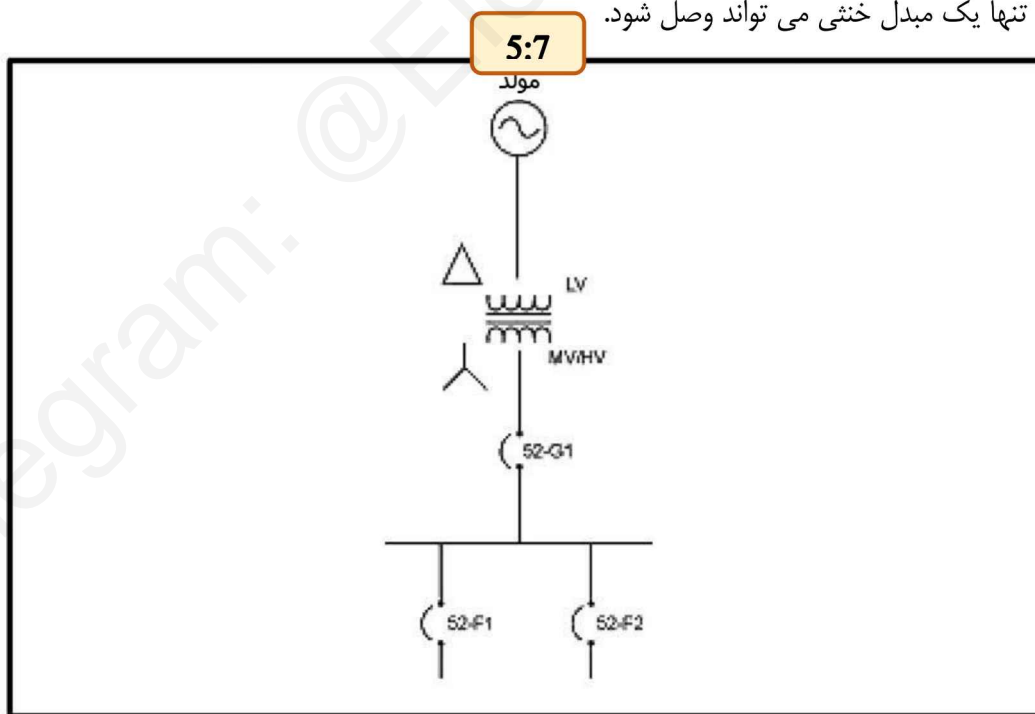 تنها یک مبدل خنثی می تواند وصل شود.
5:7
مولد
LV
MV/HV
52-G1
52-F1
52-F2
egram: @E